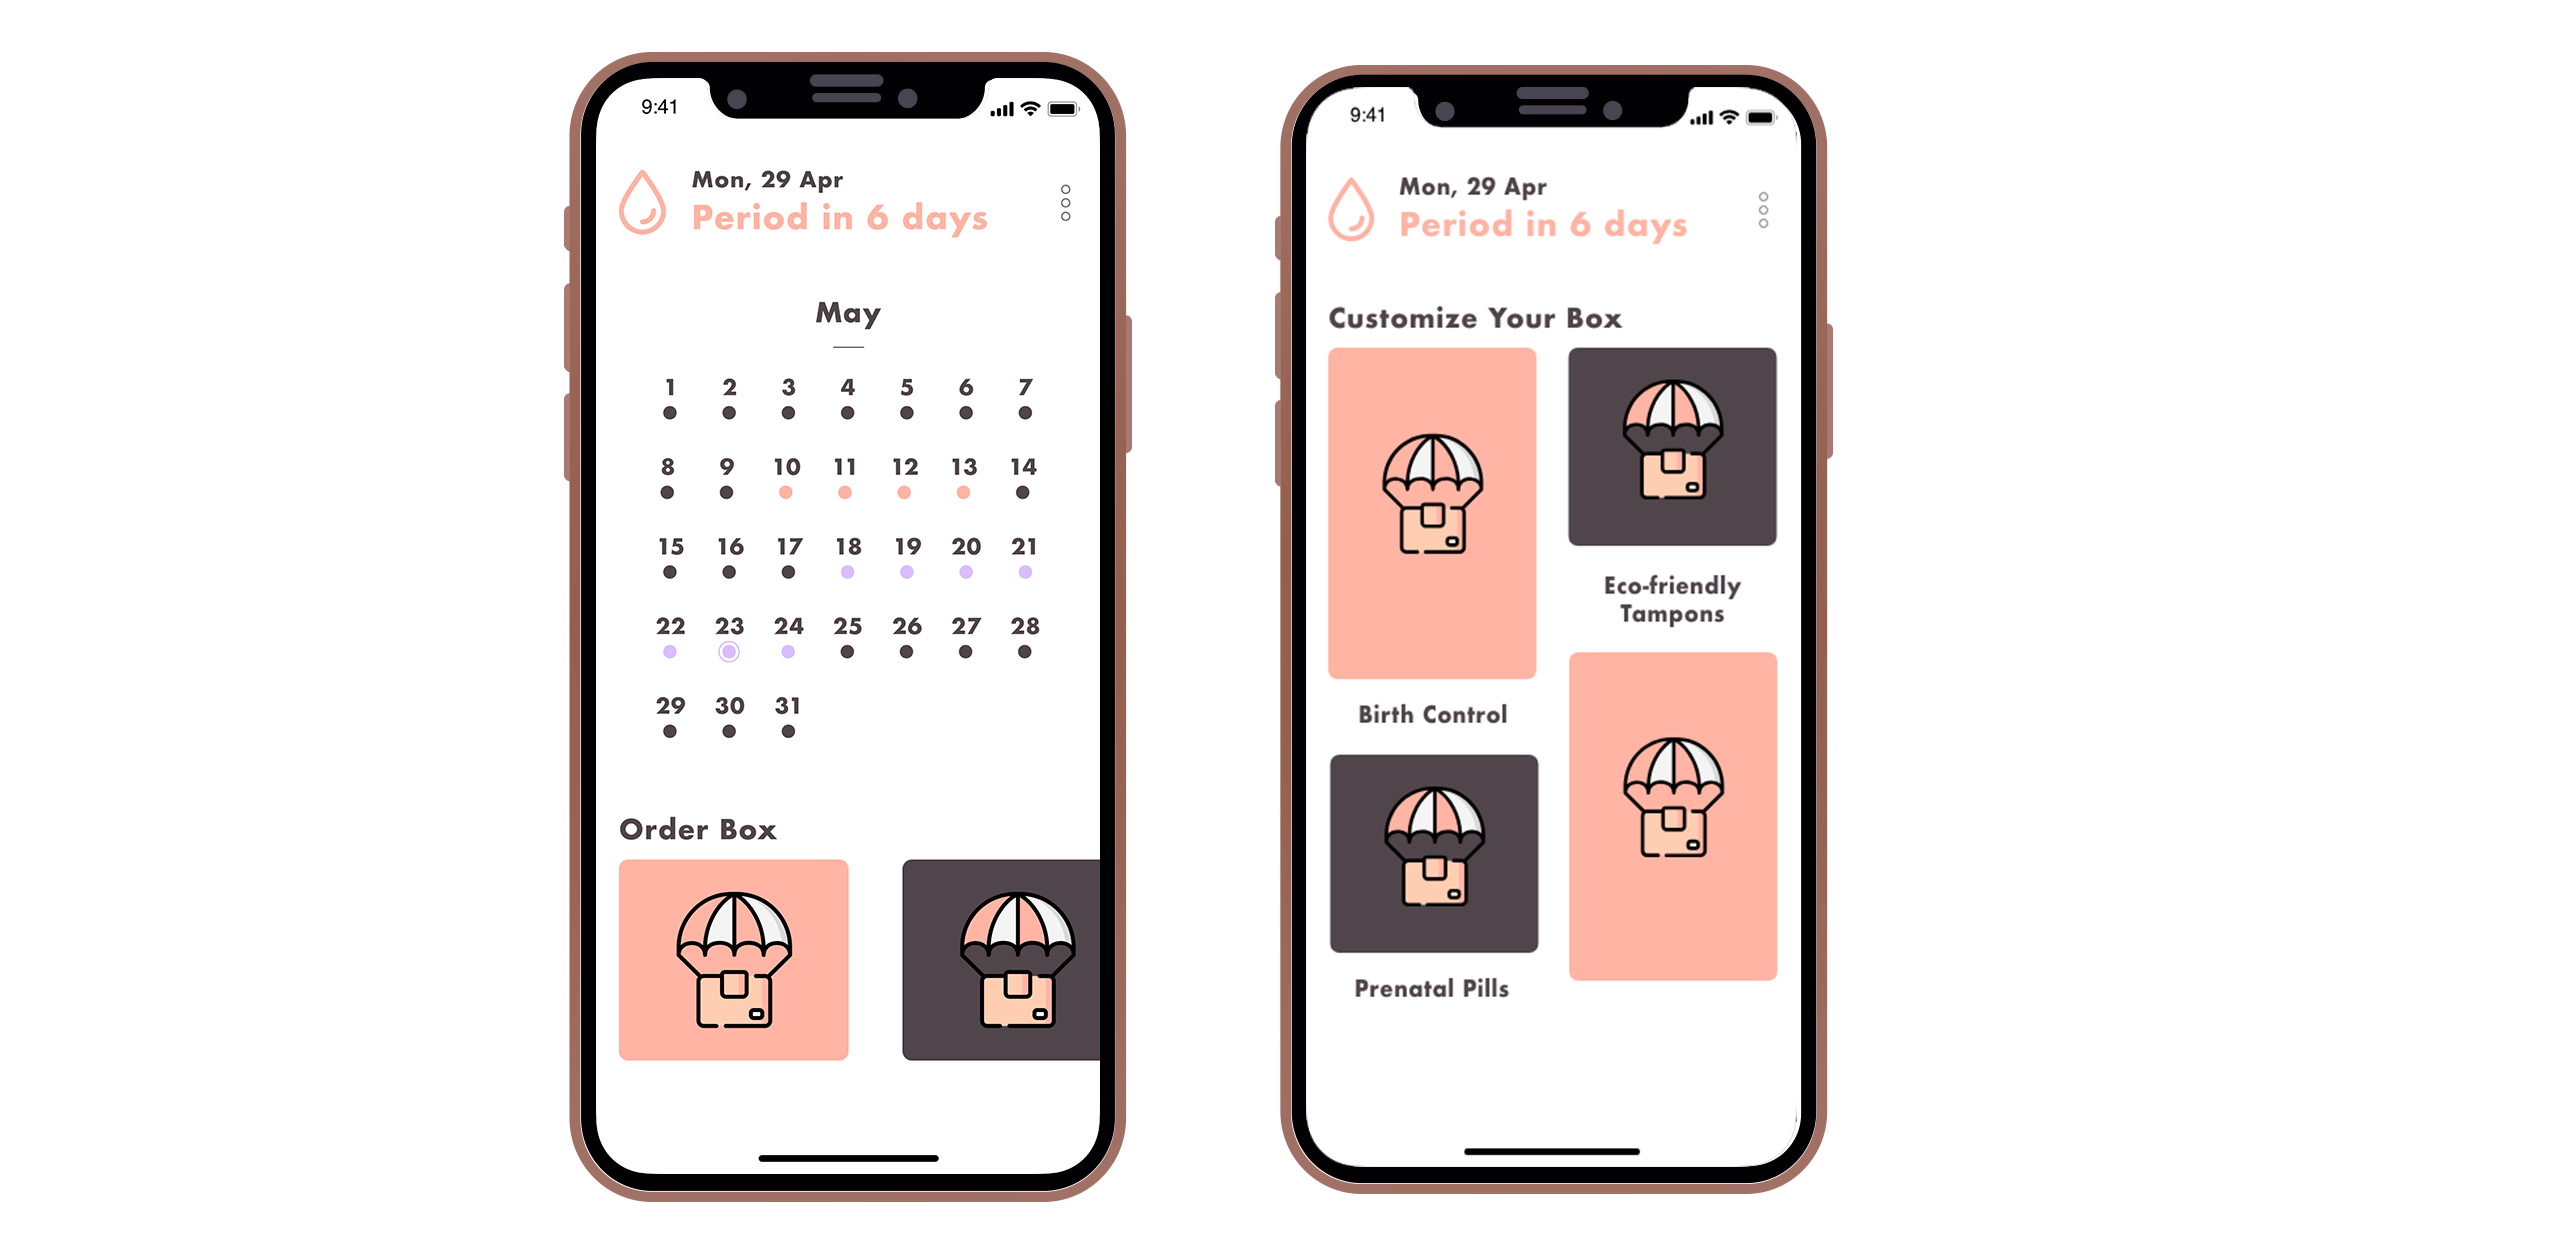 9:41
Mon, 29 Apr
Period in 6 days
May
1 2 3 4 5 6 7
8 9 10 11 12 13 14
15 16 17 18 19 20 21
22 23 24 25 26 27 28
29 30 31
Order Box
9:41
Mon, 29 Apr
Period in 6 days
Customize Your Box
Eco-friendly
Tampons
Birth Control
Prenatal Pills